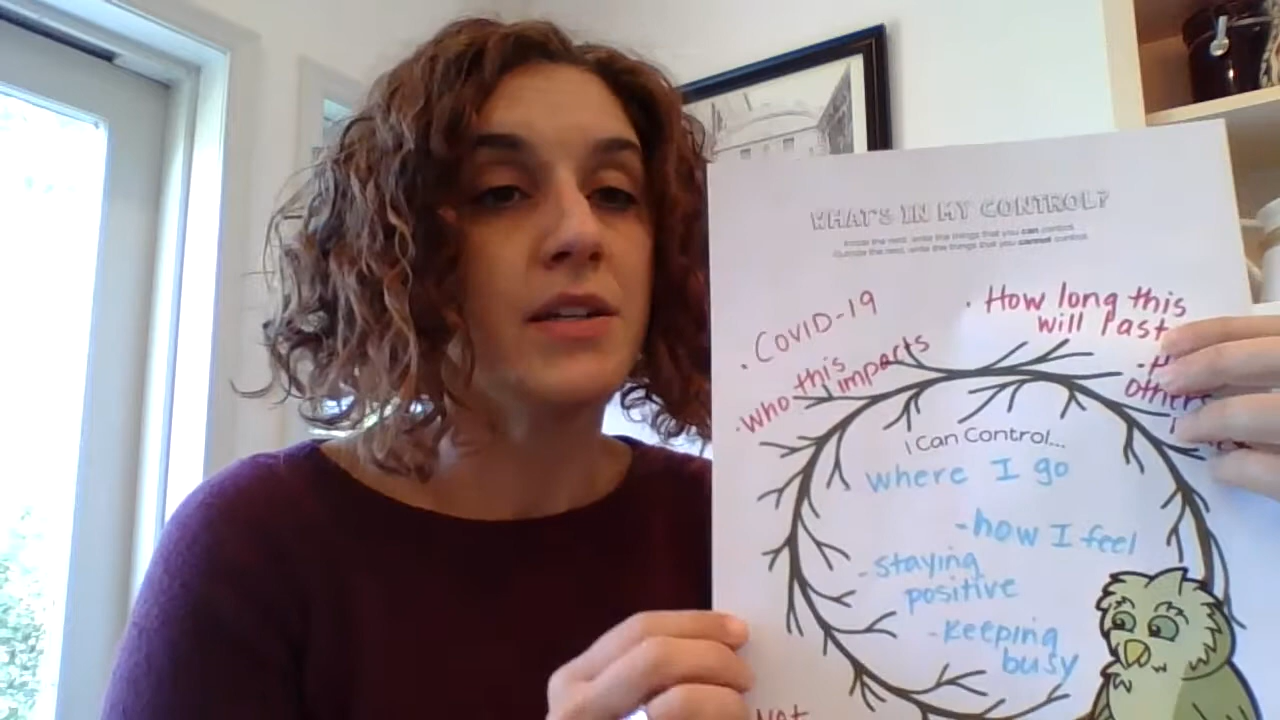 WHAT'S IN MY CONTROL?
Inside the nest, write the things that you can control.
Outside the nest, write the things that you cannot control.
· COVID-19
· How long this
will last
· who this impacts
others
I Can Control...
where I go
- how I feel
- staying
positive
- keeping
busy
Not